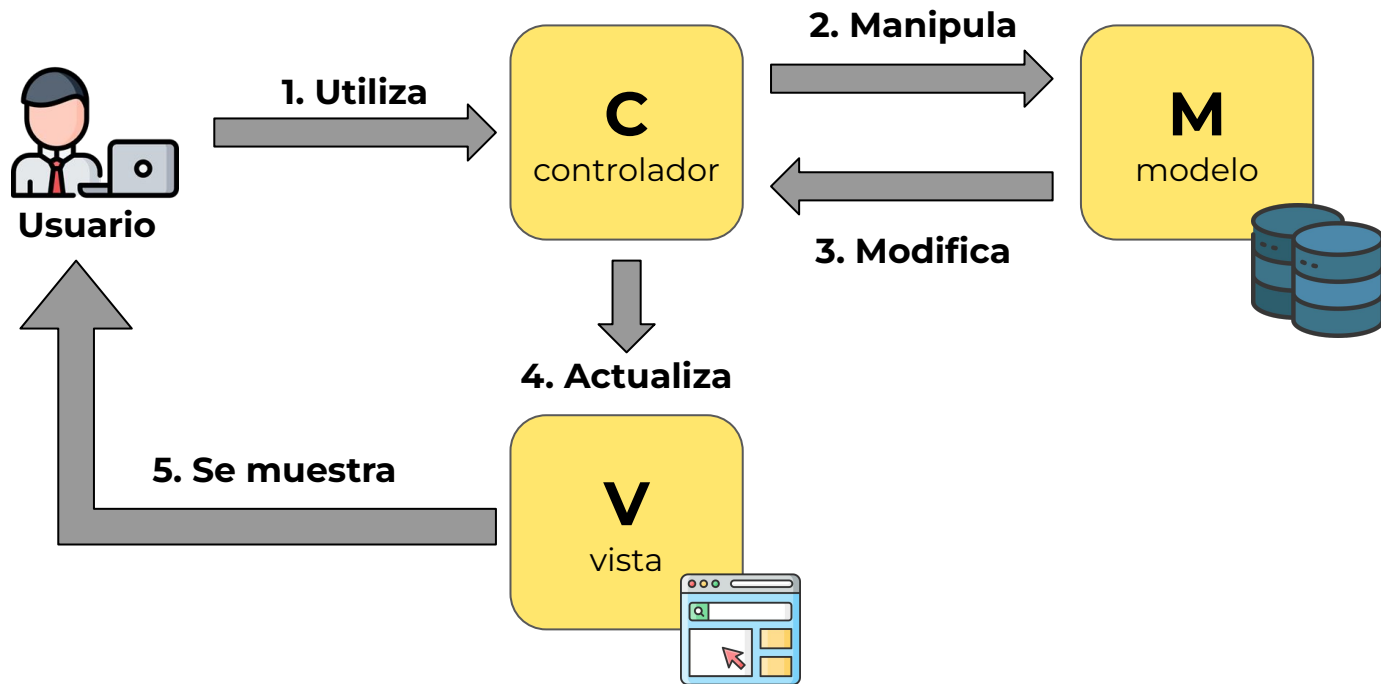 2. Manipula
1. Utiliza
C
controlador
M
modelo
Usuario
3. Modifica
4. Actualiza
5. Se muestra
V
vista